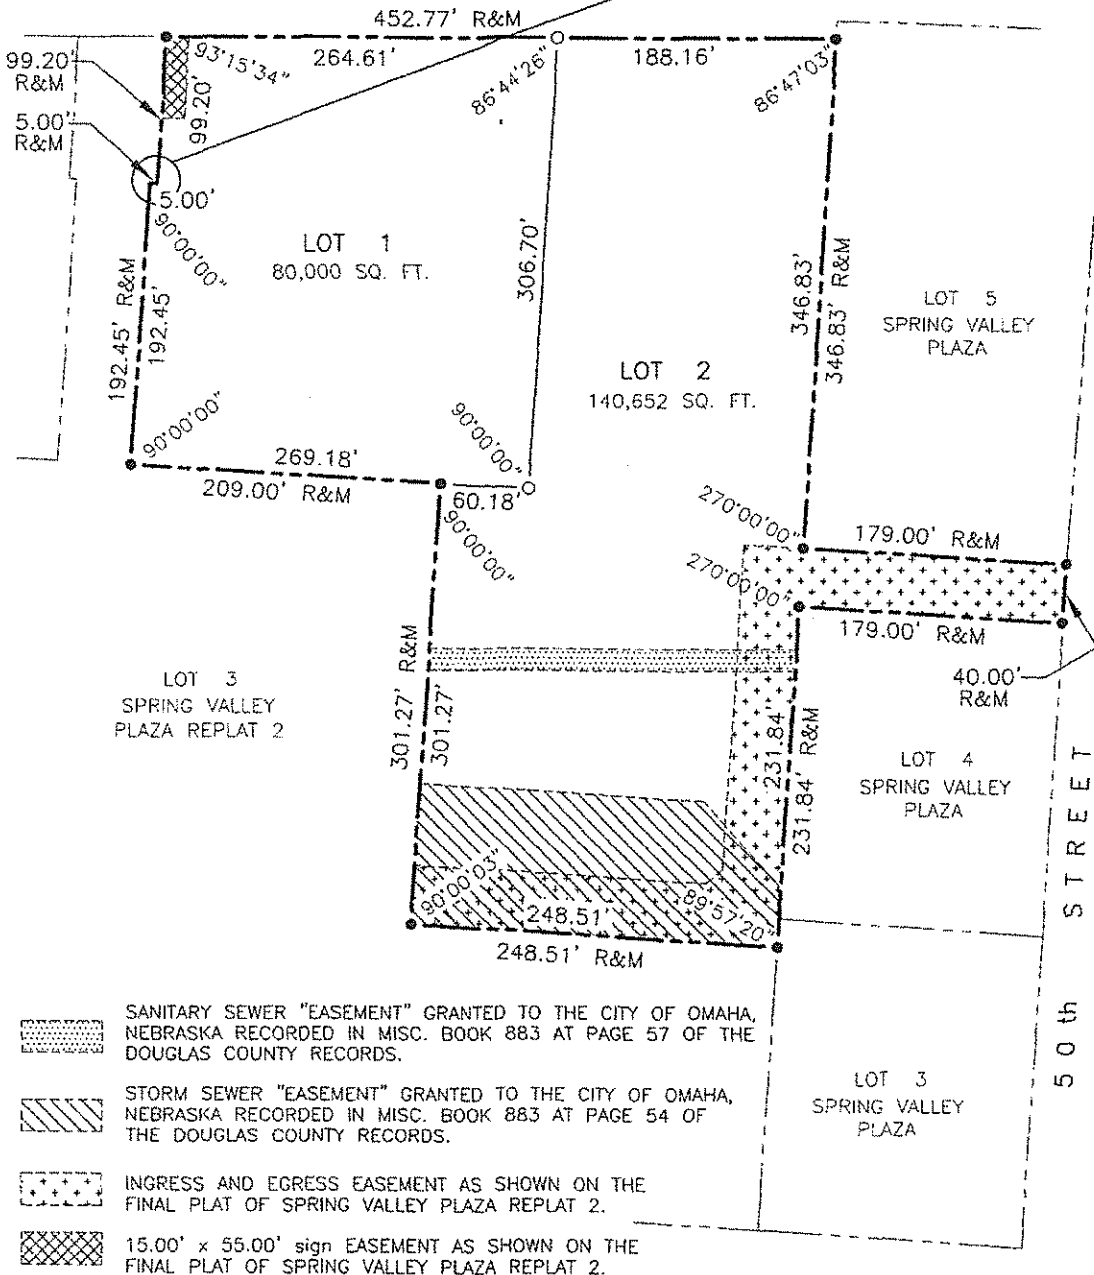 452.77' R&M
264.61'
188.16'
99.20'
R&M
93°15'34"
99.20'
86°44'26"
86°47'03"
5.00'
R&M
5.00'
90°00'00"
LOT 1
80,000 SQ. FT.
306.70'
192.45' R&M
192.45'
346.83'
346.83' R&M
LOT 5
SPRING VALLEY
PLAZA
LOT 2
140,652 SQ. FT.
90°00'00"
90°00'00"
269.18'
209.00' R&M
60.18'
90°00'00"
270°00'00"
179.00' R&M
270°00'00"
179.00' R&M
40.00'
R&M
LOT 3
SPRING VALLEY
PLAZA REPLAT 2
301.27' R&M
301.27'
231.84'
231.84' R&M
LOT 4
SPRING VALLEY
PLAZA
50th STREET
90°00'03"
248.51'
89°57'20"
248.51' R&M
SANITARY SEWER "EASEMENT" GRANTED TO THE CITY OF OMAHA,
NEBRASKA RECORDED IN MISC. BOOK 883 AT PAGE 57 OF THE
DOUGLAS COUNTY RECORDS.
STORM SEWER "EASEMENT" GRANTED TO THE CITY OF OMAHA,
NEBRASKA RECORDED IN MISC. BOOK 883 AT PAGE 54 OF
THE DOUGLAS COUNTY RECORDS.
LOT 3
SPRING VALLEY
PLAZA
INGRESS AND EGRESS EASEMENT AS SHOWN ON THE
FINAL PLAT OF SPRING VALLEY PLAZA REPLAT 2.
15.00' x 55.00' sign EASEMENT AS SHOWN ON THE
FINAL PLAT OF SPRING VALLEY PLAZA REPLAT 2.